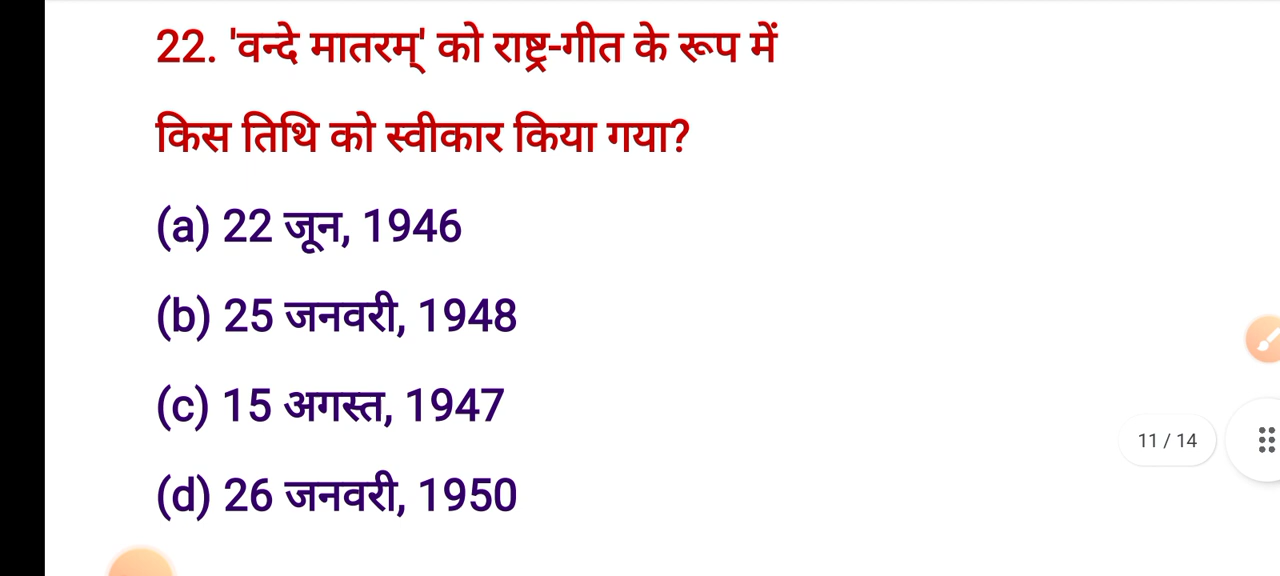 22. 'वन्दे मातरम्' को राष्ट्र-गीत के रूप में
किस तिथि को स्वीकार किया गया?
(a) 22 जून, 1946
(b) 25 जनवरी, 1948
(c) 15 अगस्त, 1947
11 / 14
(d) 26 जनवरी, 1950